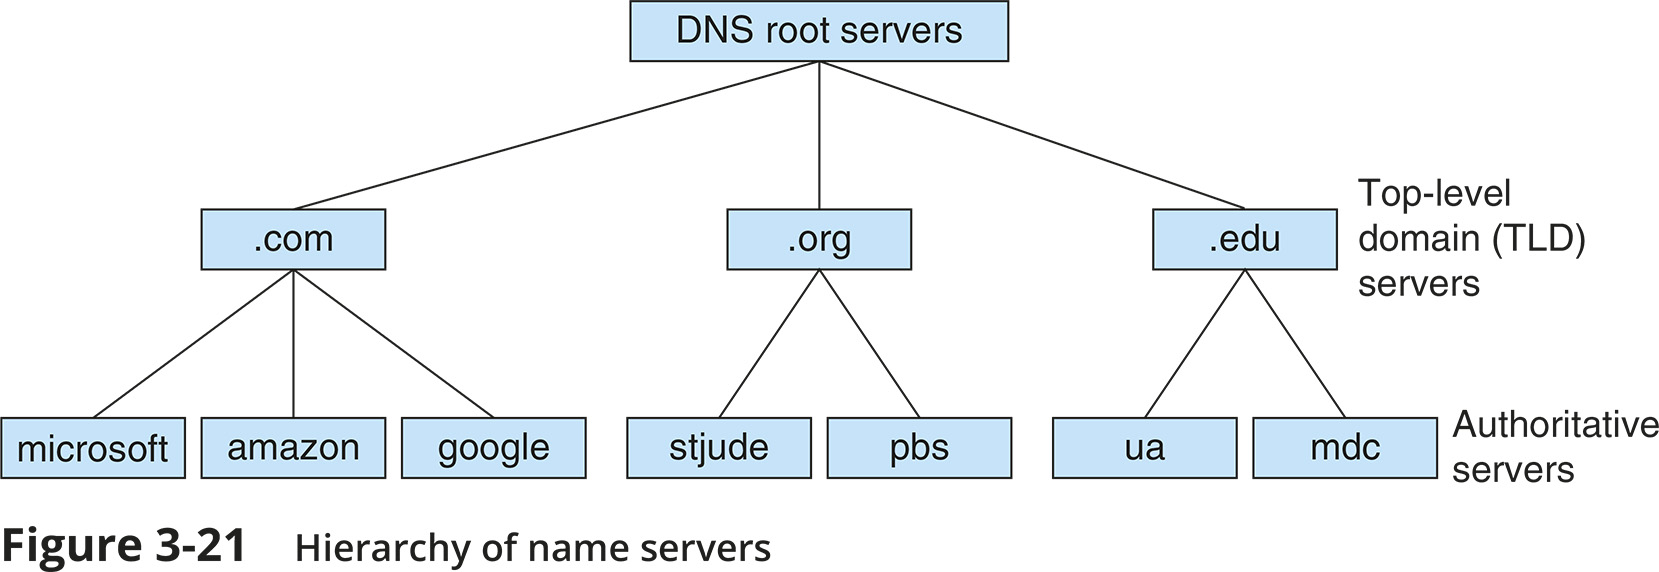 DNS root servers
.com
.org
.edu
Top-level
domain (TLD)
servers
microsoft
amazon
google
stjude
pbs
ua
mdc
Authoritative
servers
Figure 3-21 Hierarchy of name servers